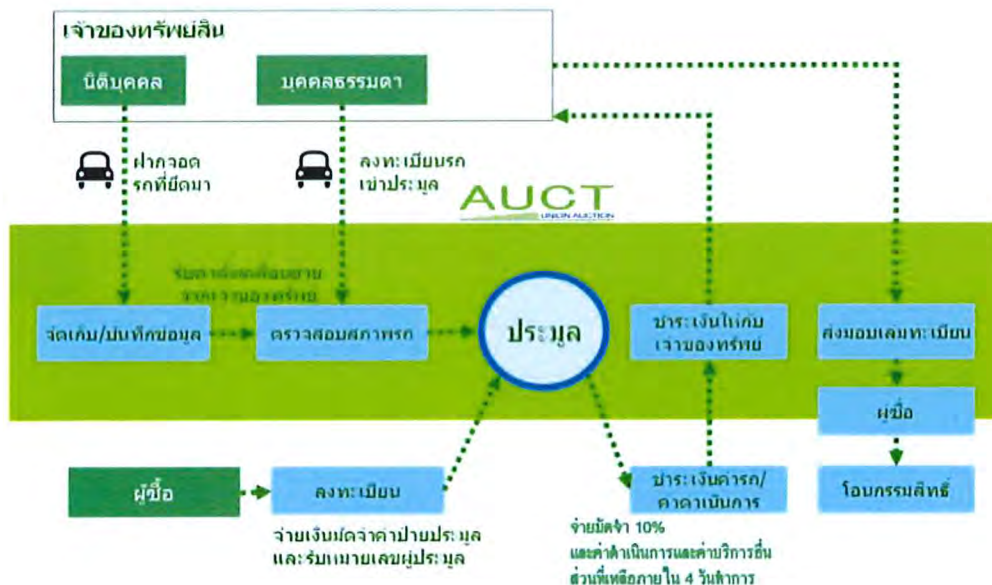 เจ้าของทรัพย์สิน
นิติบุคคล
บุคคลธรรมดา
ฝากจอด
รถที่ยึดมา
ลงทะเบียนรถ
เข้าประมูล
AUCT
UNION AUCTION
จัดเก็บ/บันทึกข้อมูล
ตรวจสอบสภาพรถ
ประมูล
ชำระเงินให้กับ
เจ้าของทรัพย์
ส่งมอบเล่มทะเบียน
ผู้ซื้อ
ผู้ซื้อ
ลงทะเบียน
ชำระเงินค่ารถ/
ค่าดำเนินการ
โอนกรรมสิทธิ์
จ่ายเงินมัดจำค่าป้ายประมูล
และรับหมายเลขผู้ประมูล
จ่ายมัดจำ 10%
และค่าดำเนินการและค่าบริการอื่น
ส่วนที่เหลือภายใน 4 วันทำการ